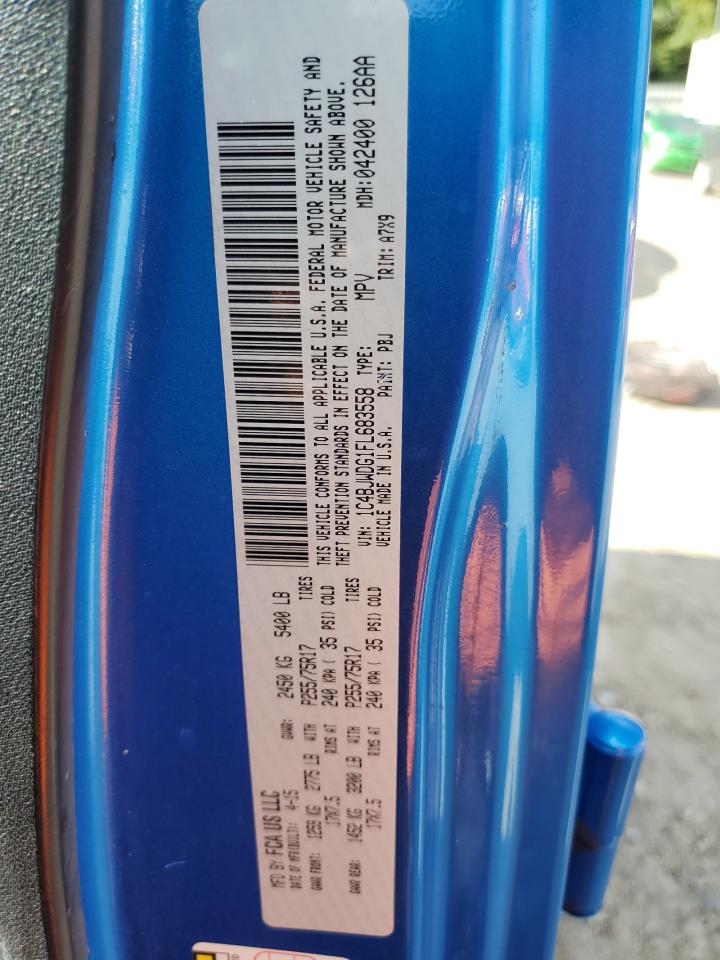 MFD BY FCA US LLC
DATE OF MFR(BUILT): 4-15 GVWR: 2450 KG 5400 LB
GAWR FRONT: 1259 KG 2775 LB WITH P255/75R17 TIRES
17X7.5 RIMS AT 240 KPA ( 35 PSI) COLD
GAWR REAR: 1452 KG 3200 LB WITH P255/75R17 TIRES
17X7.5 RIMS AT 240 KPA ( 35 PSI) COLD
THIS VEHICLE CONFORMS TO ALL APPLICABLE U.S.A. FEDERAL MOTOR VEHICLE SAFETY AND
THEFT PREVENTION STANDARDS IN EFFECT ON THE DATE OF MANUFACTURE SHOWN ABOVE.
VIN: 1C4BJWDG1FL683558 TYPE: MPV MDH:042400 126AA
VEHICLE MADE IN U.S.A. PAINT: PBJ TRIM: A7X9